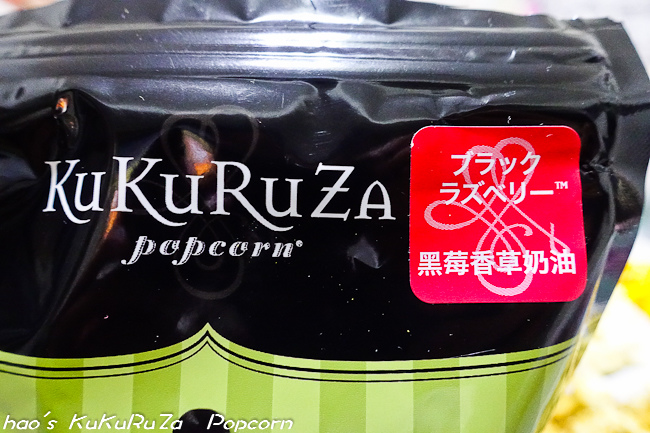 KuKuRuZa
popcorn®
ブラック
ラズベリー™
黑莓香草奶油
hao's KuKuRuZa Popcorn